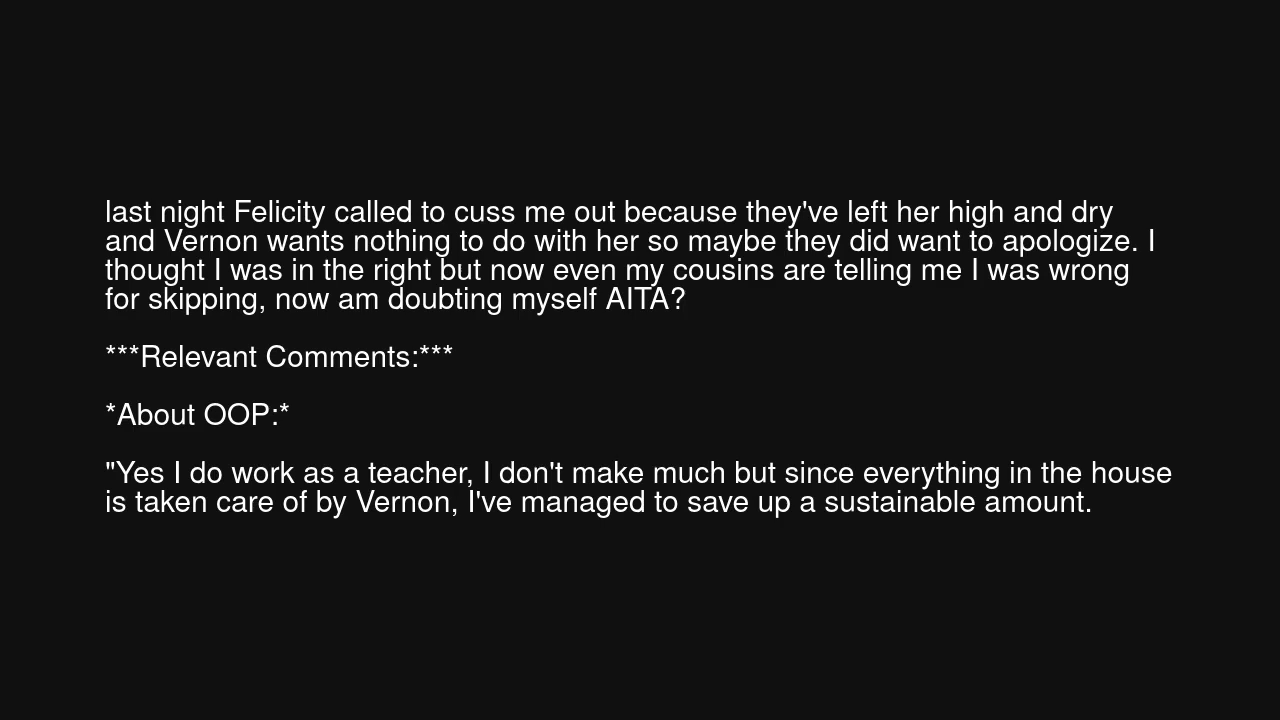 last night Felicity called to cuss me out because they've left her high and dry
and Vernon wants nothing to do with her so maybe they did want to apologize. I
thought I was in the right but now even my cousins are telling me I was wrong
for skipping, now am doubting myself AITA?
***Relevant Comments:***
*About OOP:*
"Yes I do work as a teacher, I don't make much but since everything in the house
is taken care of by Vernon, I've managed to save up a sustainable amount.